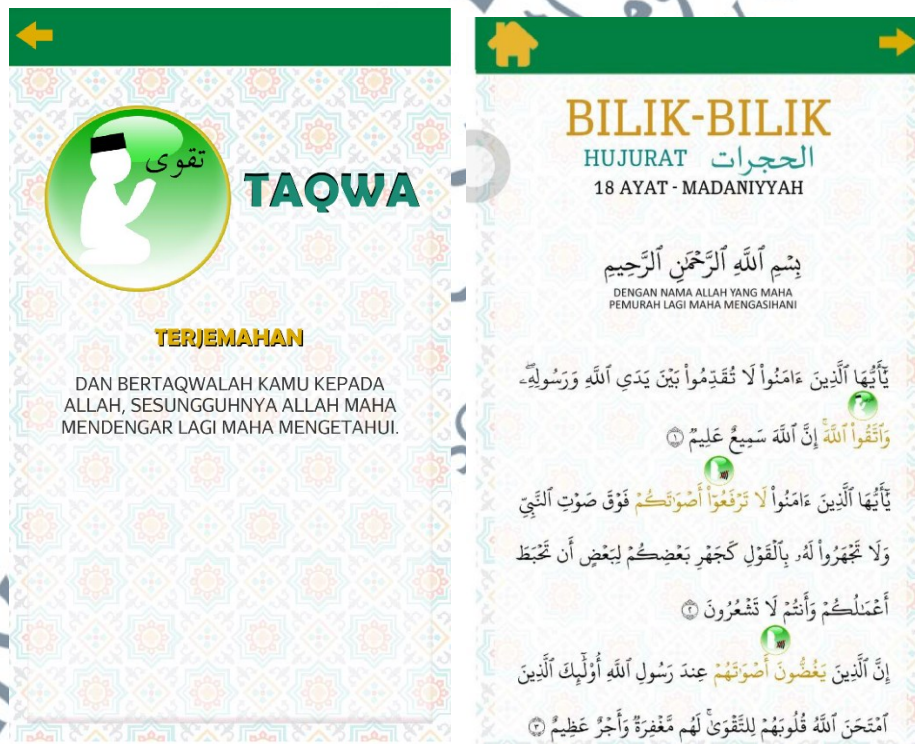 تقوى
TAQWA
TERJEMAHAN
DAN BERTAQWALAH KAMU KEPADA
ALLAH, SESUNGGUHNYA ALLAH MAHA
MENDENGAR LAGI MAHA MENGETAHUI.
BILIK-BILIK
HUJURAT الحجرات
18 AYAT - MADANIYYAH
بِسْمِ ٱللَّهِ ٱلرَّحْمَٰنِ ٱلرَّحِيمِ
DENGAN NAMA ALLAH YANG MAHA
PEMURAH LAGI MAHA MENGASIHANI
يَٰٓأَيُّهَا ٱلَّذِينَ ءَامَنُوا۟ لَا تُقَدِّمُوا۟ بَيْنَ يَدَىِ ٱللَّهِ وَرَسُولِهِۦۖ
وَٱتَّقُوا۟ ٱللَّهَۚ إِنَّ ٱللَّهَ سَمِيعٌ عَلِيمٌ ١
يَٰٓأَيُّهَا ٱلَّذِينَ ءَامَنُوا۟ لَا تَرْفَعُوٓا۟ أَصْوَٰتَكُمْ فَوْقَ صَوْتِ ٱلنَّبِىِّ
وَلَا تَجْهَرُوا۟ لَهُۥ بِٱلْقَوْلِ كَجَهْرِ بَعْضِكُمْ لِبَعْضٍ أَن تَحْبَطَ
أَعْمَٰلُكُمْ وَأَنتُمْ لَا تَشْعُرُونَ ٢
إِنَّ ٱلَّذِينَ يَغُضُّونَ أَصْوَٰتَهُمْ عِندَ رَسُولِ ٱللَّهِ أُو۟لَٰٓئِكَ ٱلَّذِينَ
ٱمْتَحَنَ ٱللَّهُ قُلُوبَهُمْ لِلتَّقْوَىٰۚ لَهُم مَّغْفِرَةٌ وَأَجْرٌ عَظِيمٌ ٣